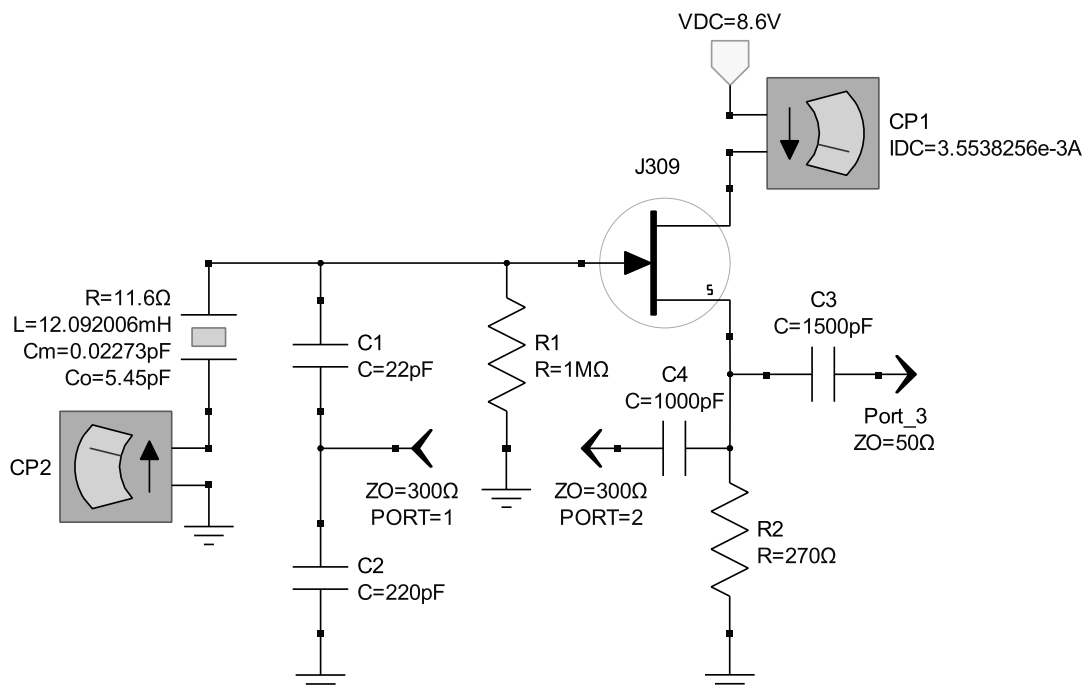 VDC=8.6V
CP1
IDC=3.5538256e-3A
J309
S
R=11.6Ω
L=12.092006mH
Cm=0.02273pF
Co=5.45pF
CP2
C1
C=22pF
R1
R=1MΩ
C3
C=1500pF
C4
C=1000pF
Port_3
ZO=50Ω
ZO=300Ω
PORT=1
ZO=300Ω
PORT=2
C2
C=220pF
R2
R=270Ω